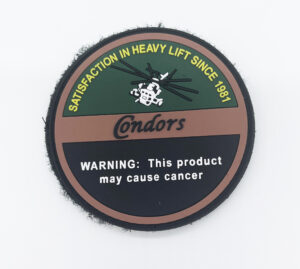 SATISFACTION IN HEAVY LIFT SINCE 1981
Condors
WARNING: This product
may cause cancer